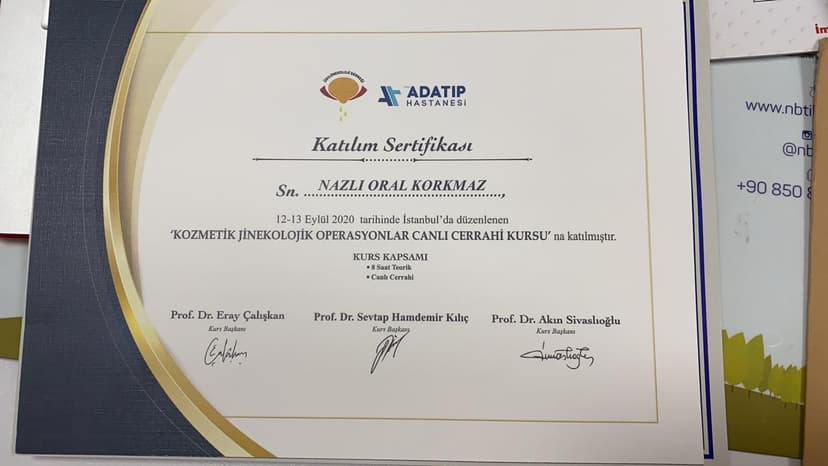 ADATIP
HASTANESİ
Katılım Sertifikası
Sn. NAZLI ORAL KORKMAZ,
12-13 Eylül 2020 tarihinde İstanbul'da düzenlenen
'KOZMETİK JİNEKOLOJİK OPERASYONLAR CANLI CERRAHİ KURSU' na katılmıştır.
KURS KAPSAMI
• 8 Saat Teorik
• Canlı Cerrahi
Prof. Dr. Eray Çalışkan
Kurs Başkanı
Prof. Dr. Sevtap Hamdemir Kılıç
Kurs Başkanı
Prof. Dr. Akın Sivaslıoğlu
Kurs Başkanı
www.nbti
@nb
+90 850 8